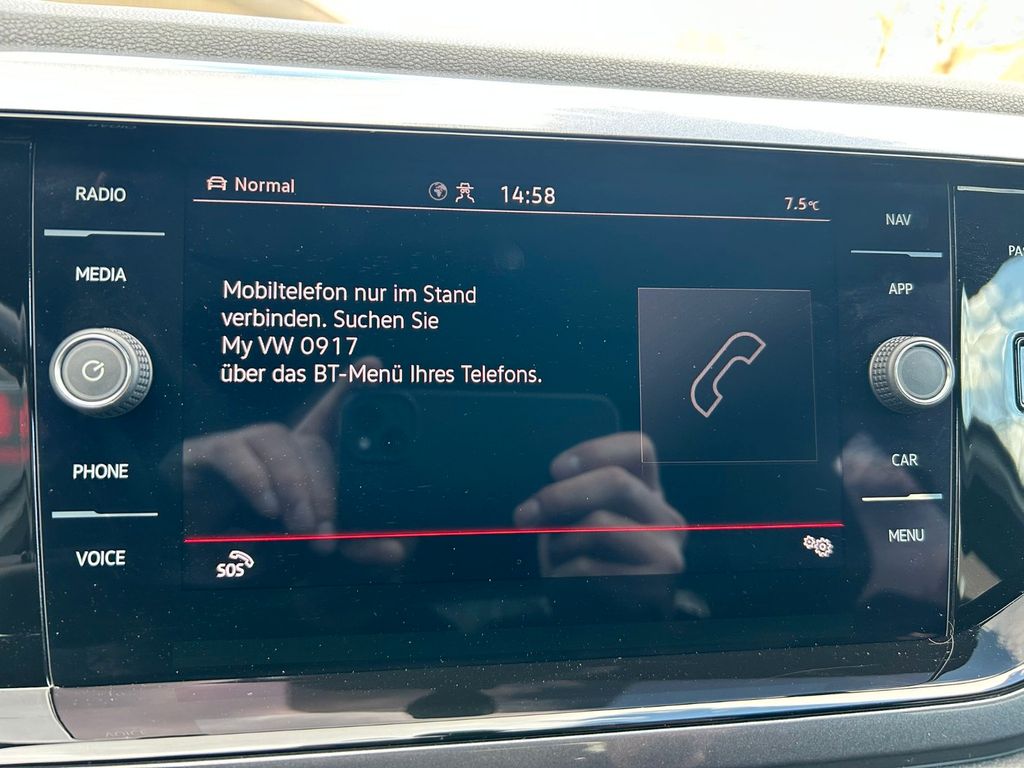 RADIO
MEDIA
PHONE
VOICE
Normal
14:58
7.5°C
Mobiltelefon nur im Stand
verbinden. Suchen Sie
My VW 0917
über das BT-Menü Ihres Telefons.
SOS
NAV
APP
CAR
MENU